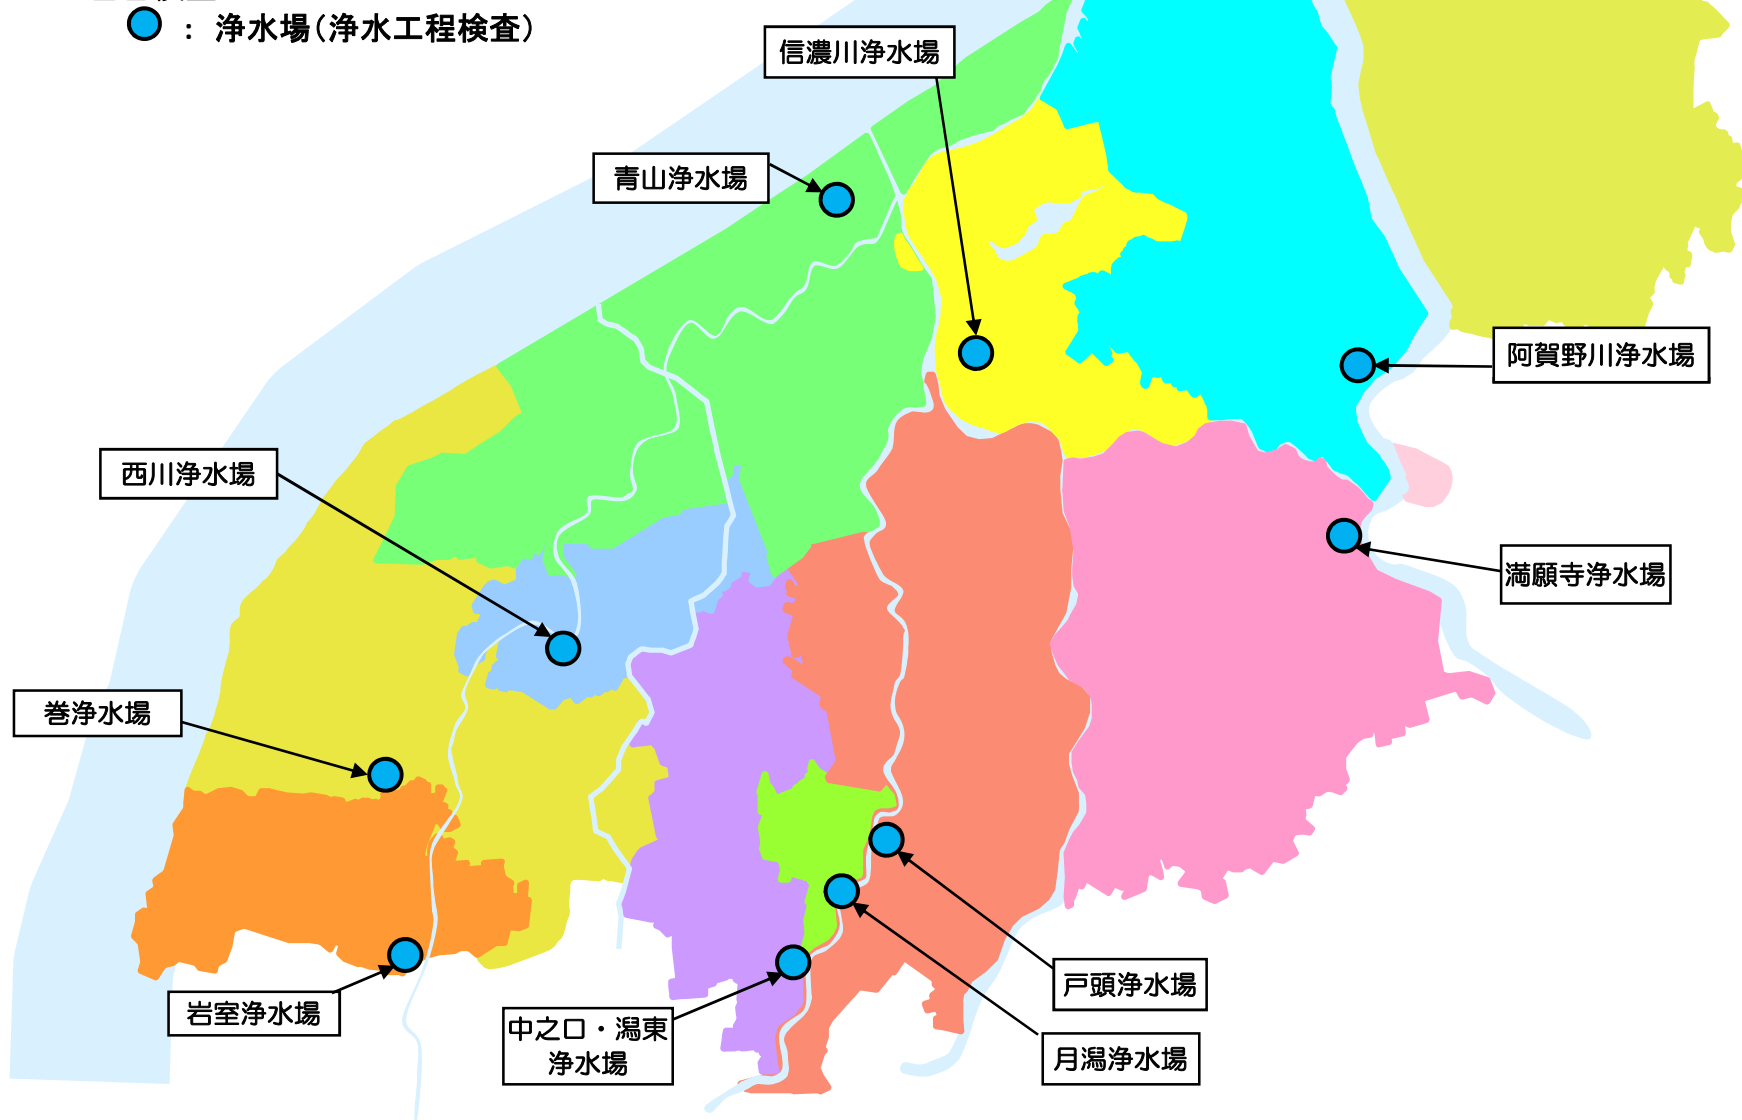 ● : 浄水場(浄水工程検査)
信濃川浄水場
青山浄水場
阿賀野川浄水場
西川浄水場
満願寺浄水場
巻浄水場
戸頭浄水場
岩室浄水場
中之口・潟東
浄水場
月潟浄水場